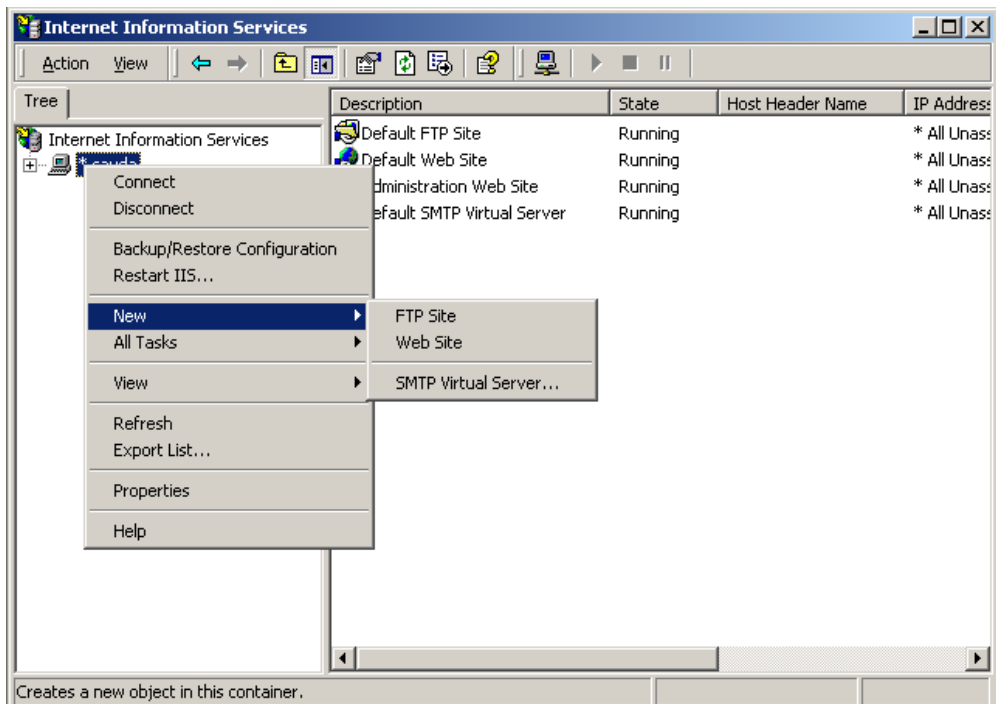 Internet Information Services
Action View
Tree
Description State Host Header Name IP Address
Internet Information Services
Default FTP Site Running * All Unass
Default Web Site Running * All Unass
dministration Web Site Running * All Unass
efault SMTP Virtual Server Running * All Unass
Connect
Disconnect
Backup/Restore Configuration
Restart IIS...
New
All Tasks
View
Refresh
Export List...
Properties
Help
FTP Site
Web Site
SMTP Virtual Server...
Creates a new object in this container.